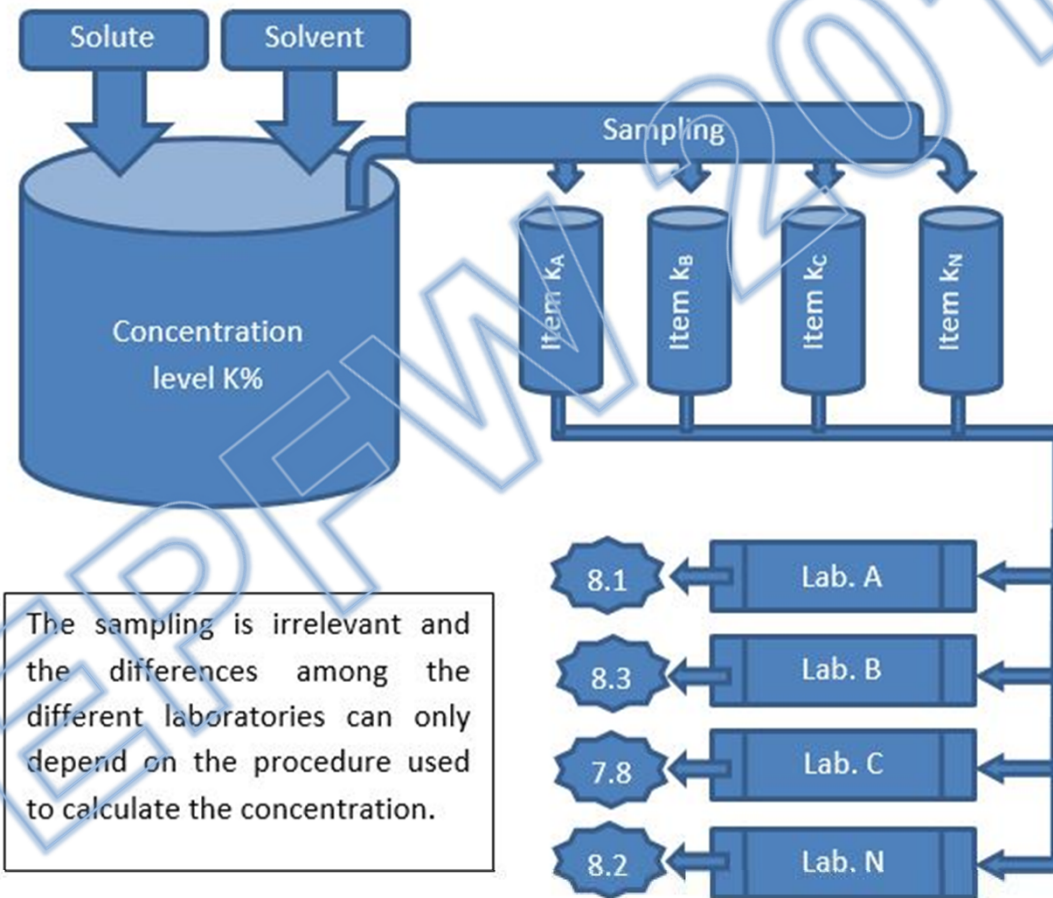 Solute
Solvent
Sampling
Item kA
Item kB
Item kC
Item kN
Concentration
level K%
The sampling is irrelevant and
the differences among the
different laboratories can only
depend on the procedure used
to calculate the concentration.
8.1
Lab. A
8.3
Lab. B
7.8
Lab. C
8.2
Lab. N
EPFW 201